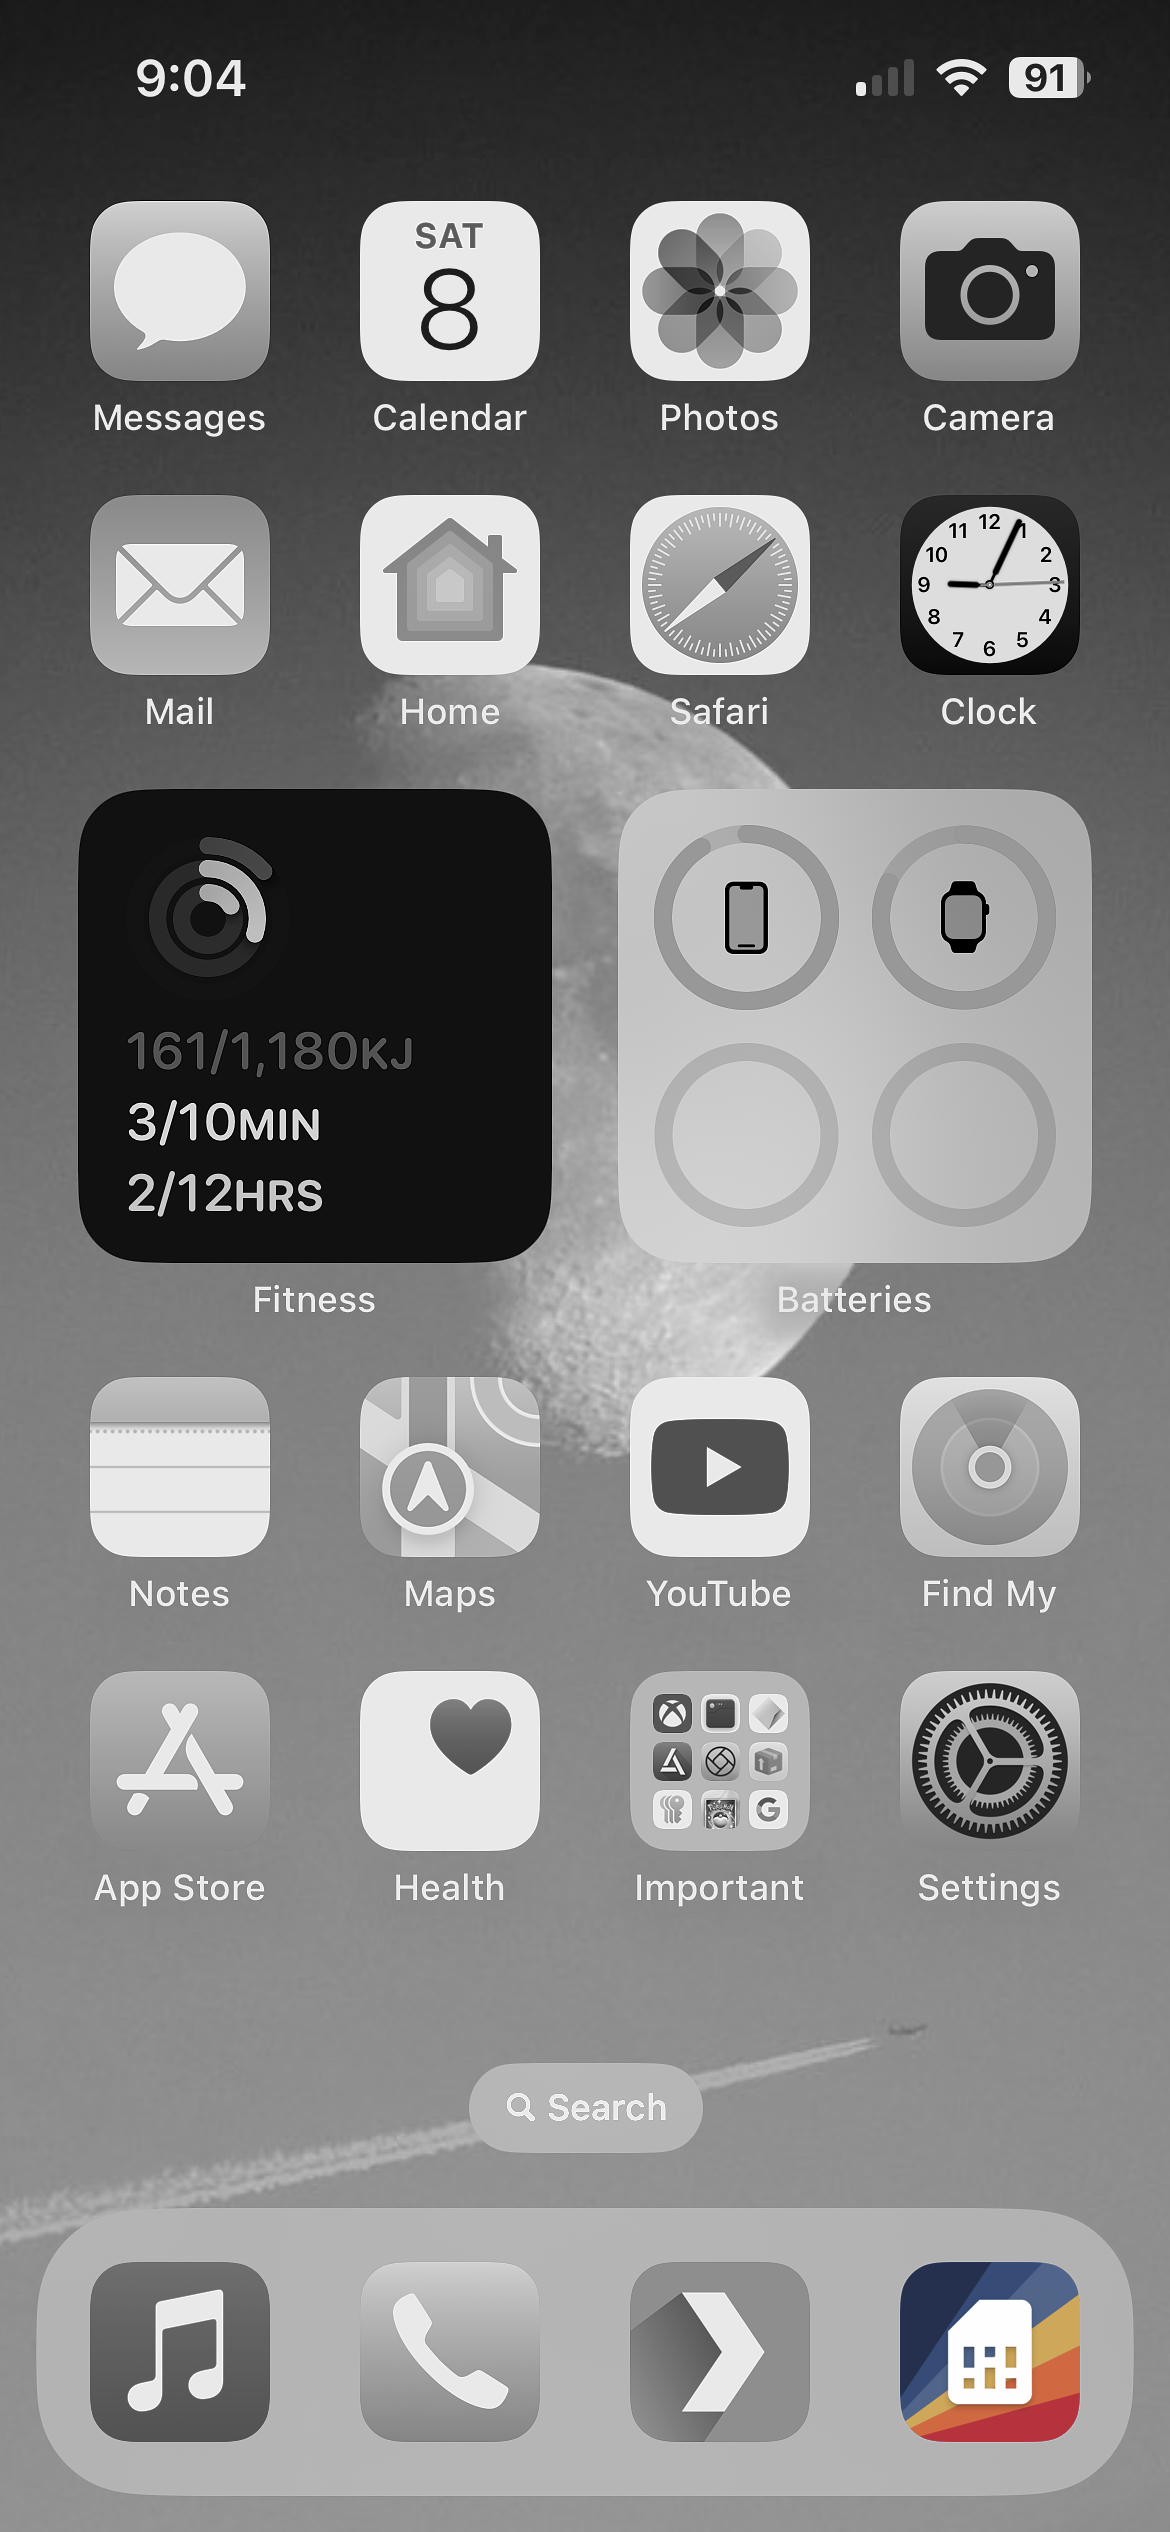 9:04
91
SAT
8
Messages
Calendar
Photos
Camera
12
11
1
10
2
9
3
8
4
7
5
6
Mail
Home
Safari
Clock
161/1,180KJ
3/10MIN
2/12HRS
Fitness
Batteries
Notes
Maps
YouTube
Find My
G
App Store
Health
Important
Settings
Search